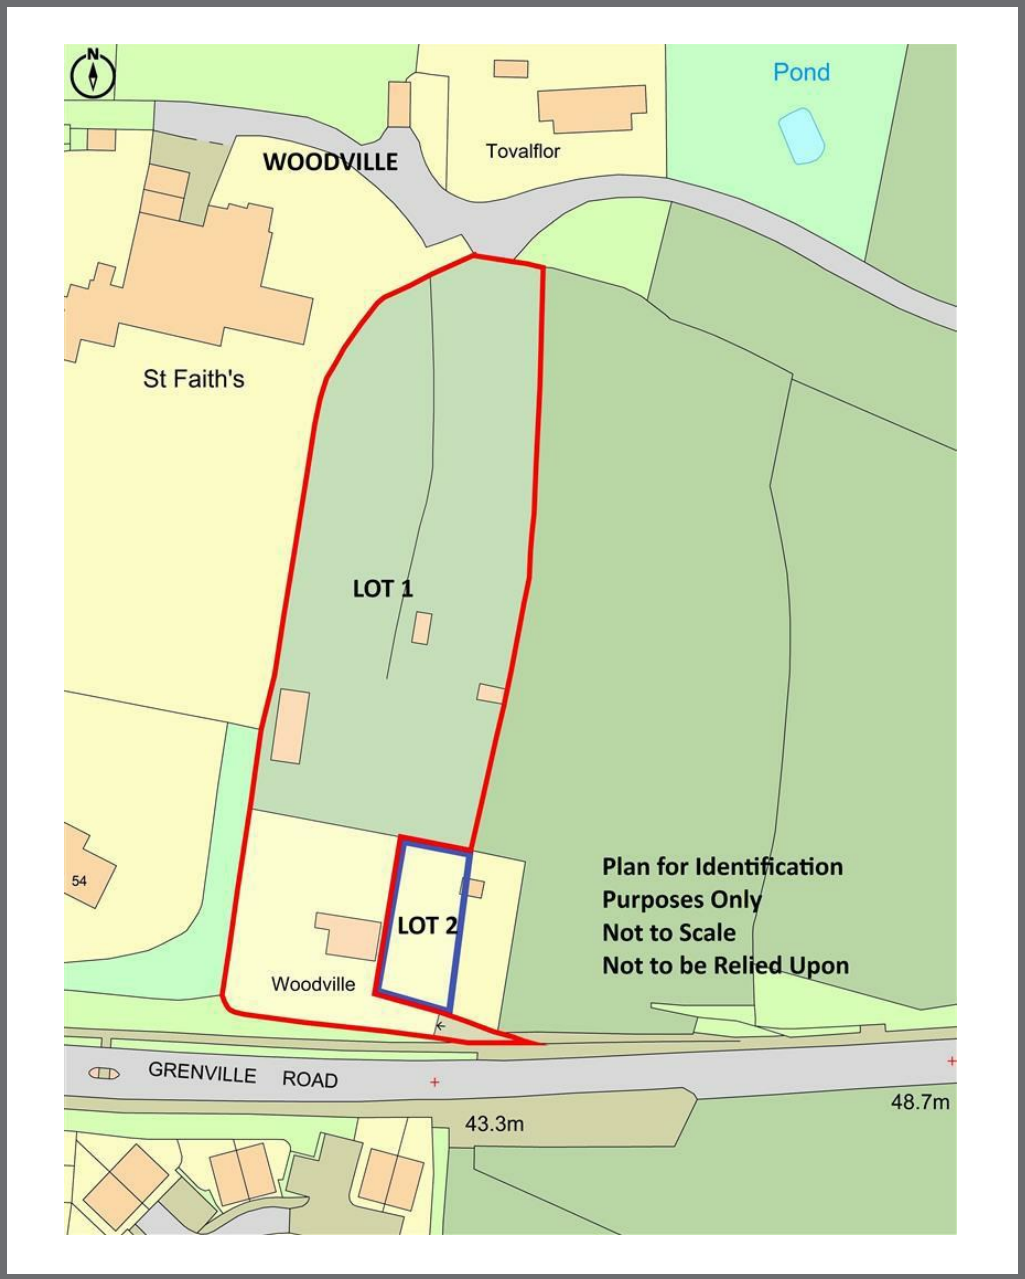 N
Pond
Tovalflor
WOODVILLE
St Faith's
LOT 1
54
LOT 2
Woodville
Plan for Identification
Purposes Only
Not to Scale
Not to be Relied Upon
GRENVILLE ROAD
43.3m
48.7m